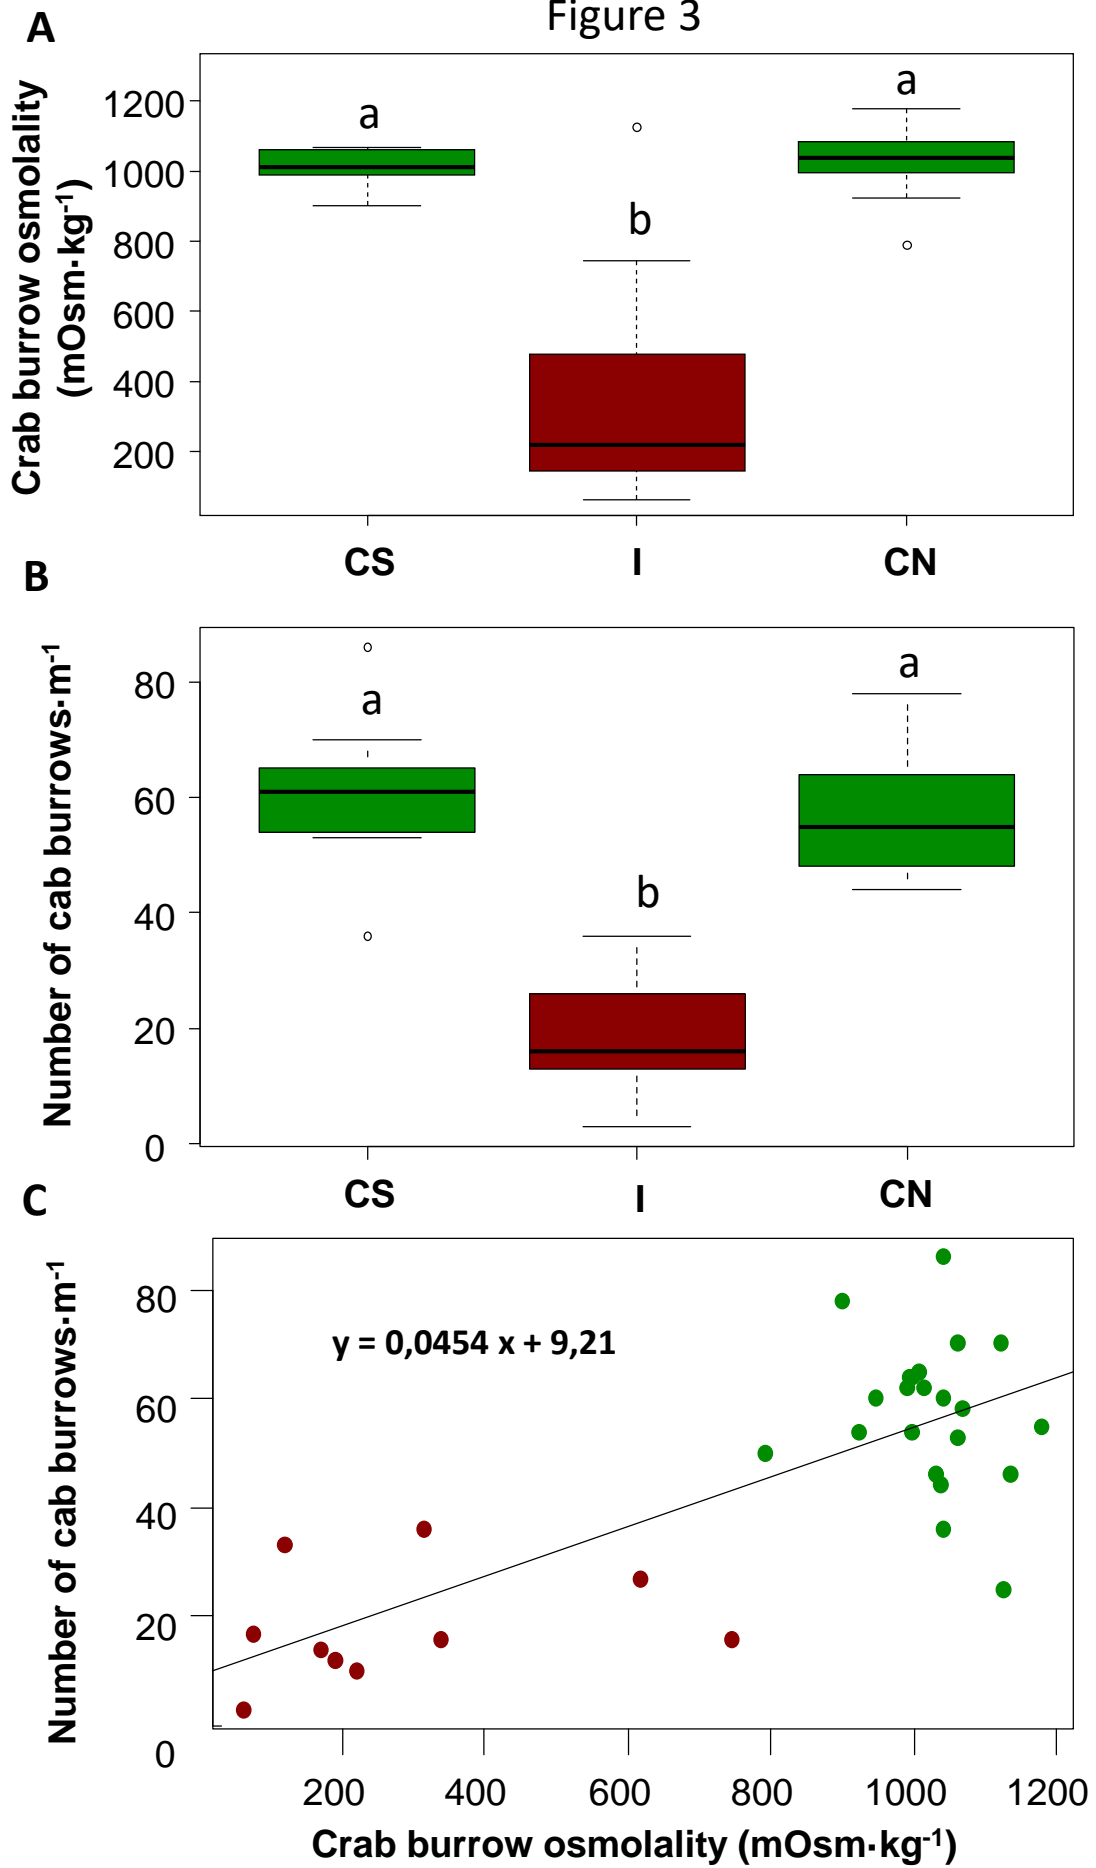 Figure 3
A
Crab burrow osmolality
(mOsm·kg⁻¹)
1200
1000
800
600
400
200
a
b
a
CS
I
CN
B
Number of cab burrows·m⁻¹
80
60
40
20
0
a
b
a
CS
I
CN
C
Number of cab burrows·m⁻¹
80
60
40
20
0
y = 0,0454 x + 9,21
200
400
600
800
1000
1200
Crab burrow osmolality (mOsm·kg⁻¹)